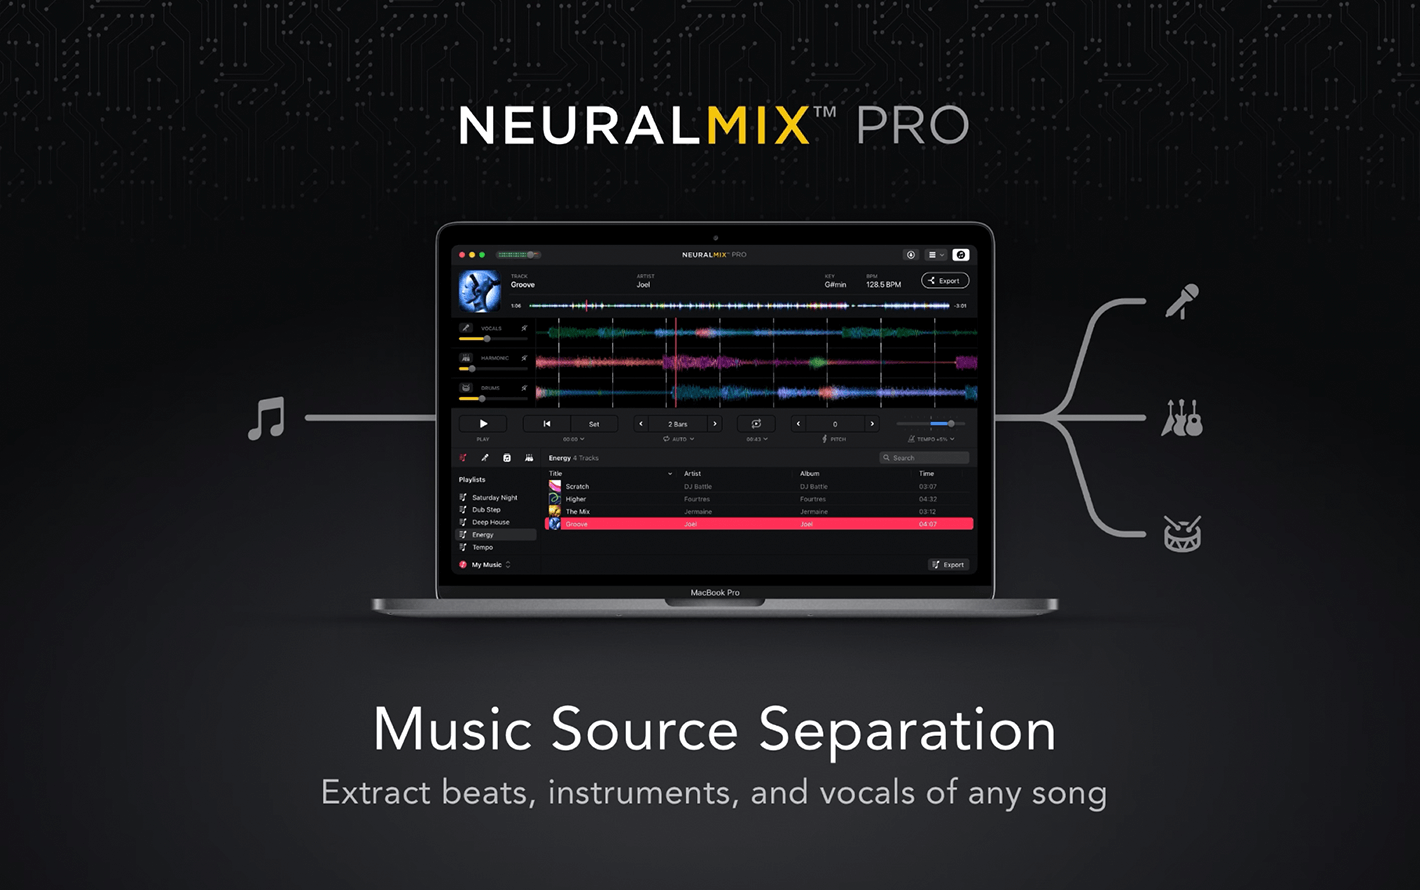 NEURALMIX™ PRO
NEURALMIX™ PRO
TRACK ARTIST KEY BPM
Groove Joel G#min 128.5 BPM Export
1:06 -3:01
VOCALS
HARMONIC
DRUMS
Set 2 Bars 0
PLAY 00:00 AUTO 00:43 PITCH TEMPO ±5%
Energy 4 Tracks Search
Title Artist Album Time
Playlists
Scratch DJ Battle DJ Battle 03:07
Saturday Night
Higher Fourtres Fourtres 04:32
Dub Step
The Mix Jermaine Jermaine 03:12
Deep House
Groove Joel Joel 04:07
Energy
Tempo
My Music Export
MacBook Pro
Music Source Separation
Extract beats, instruments, and vocals of any song